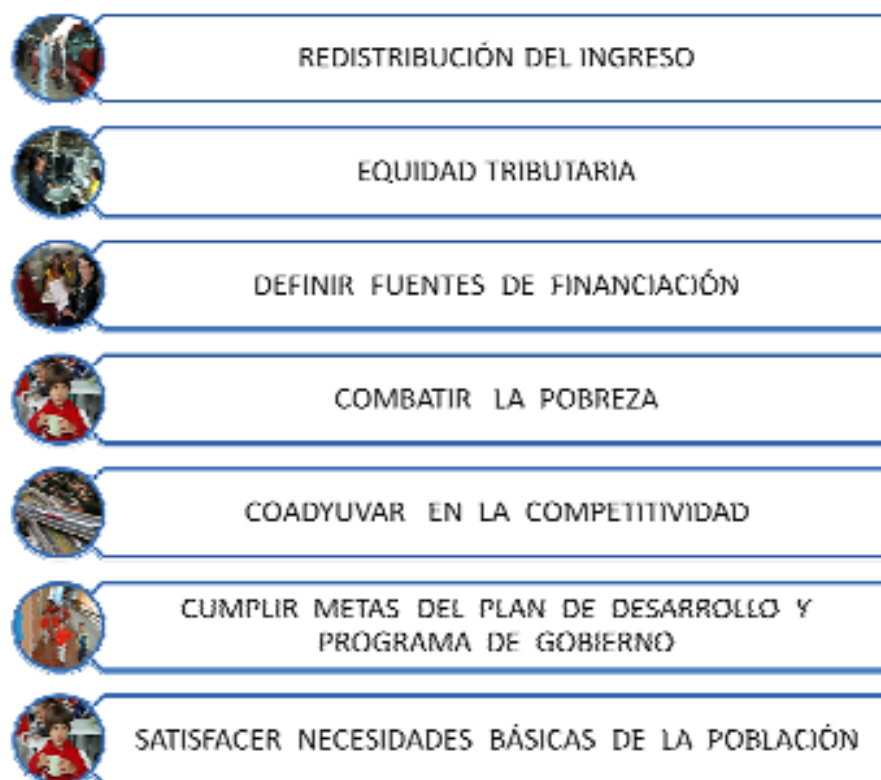 REDISTRIBUCIÓN DEL INGRESO
EQUIDAD TRIBUTARIA
DEFINIR FUENTES DE FINANCIACIÓN
COMBATIR LA POBREZA
COADYUVAR EN LA COMPETITIVIDAD
CUMPLIR METAS DEL PLAN DE DESARROLLO Y
PROGRAMA DE GOBIERNO
SATISFACER NECESIDADES BÁSICAS DE LA POBLACIÓN